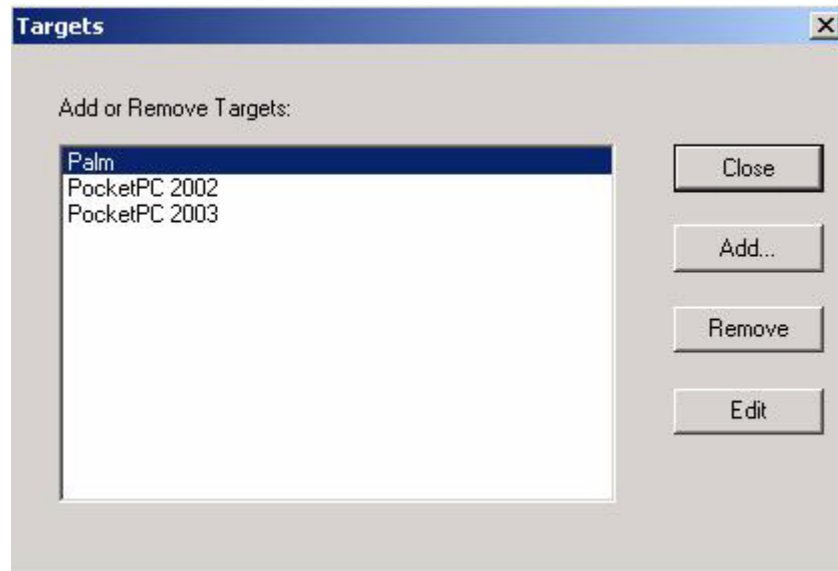 Targets
Add or Remove Targets:
Palm
PocketPC 2002
PocketPC 2003
Close
Add...
Remove
Edit